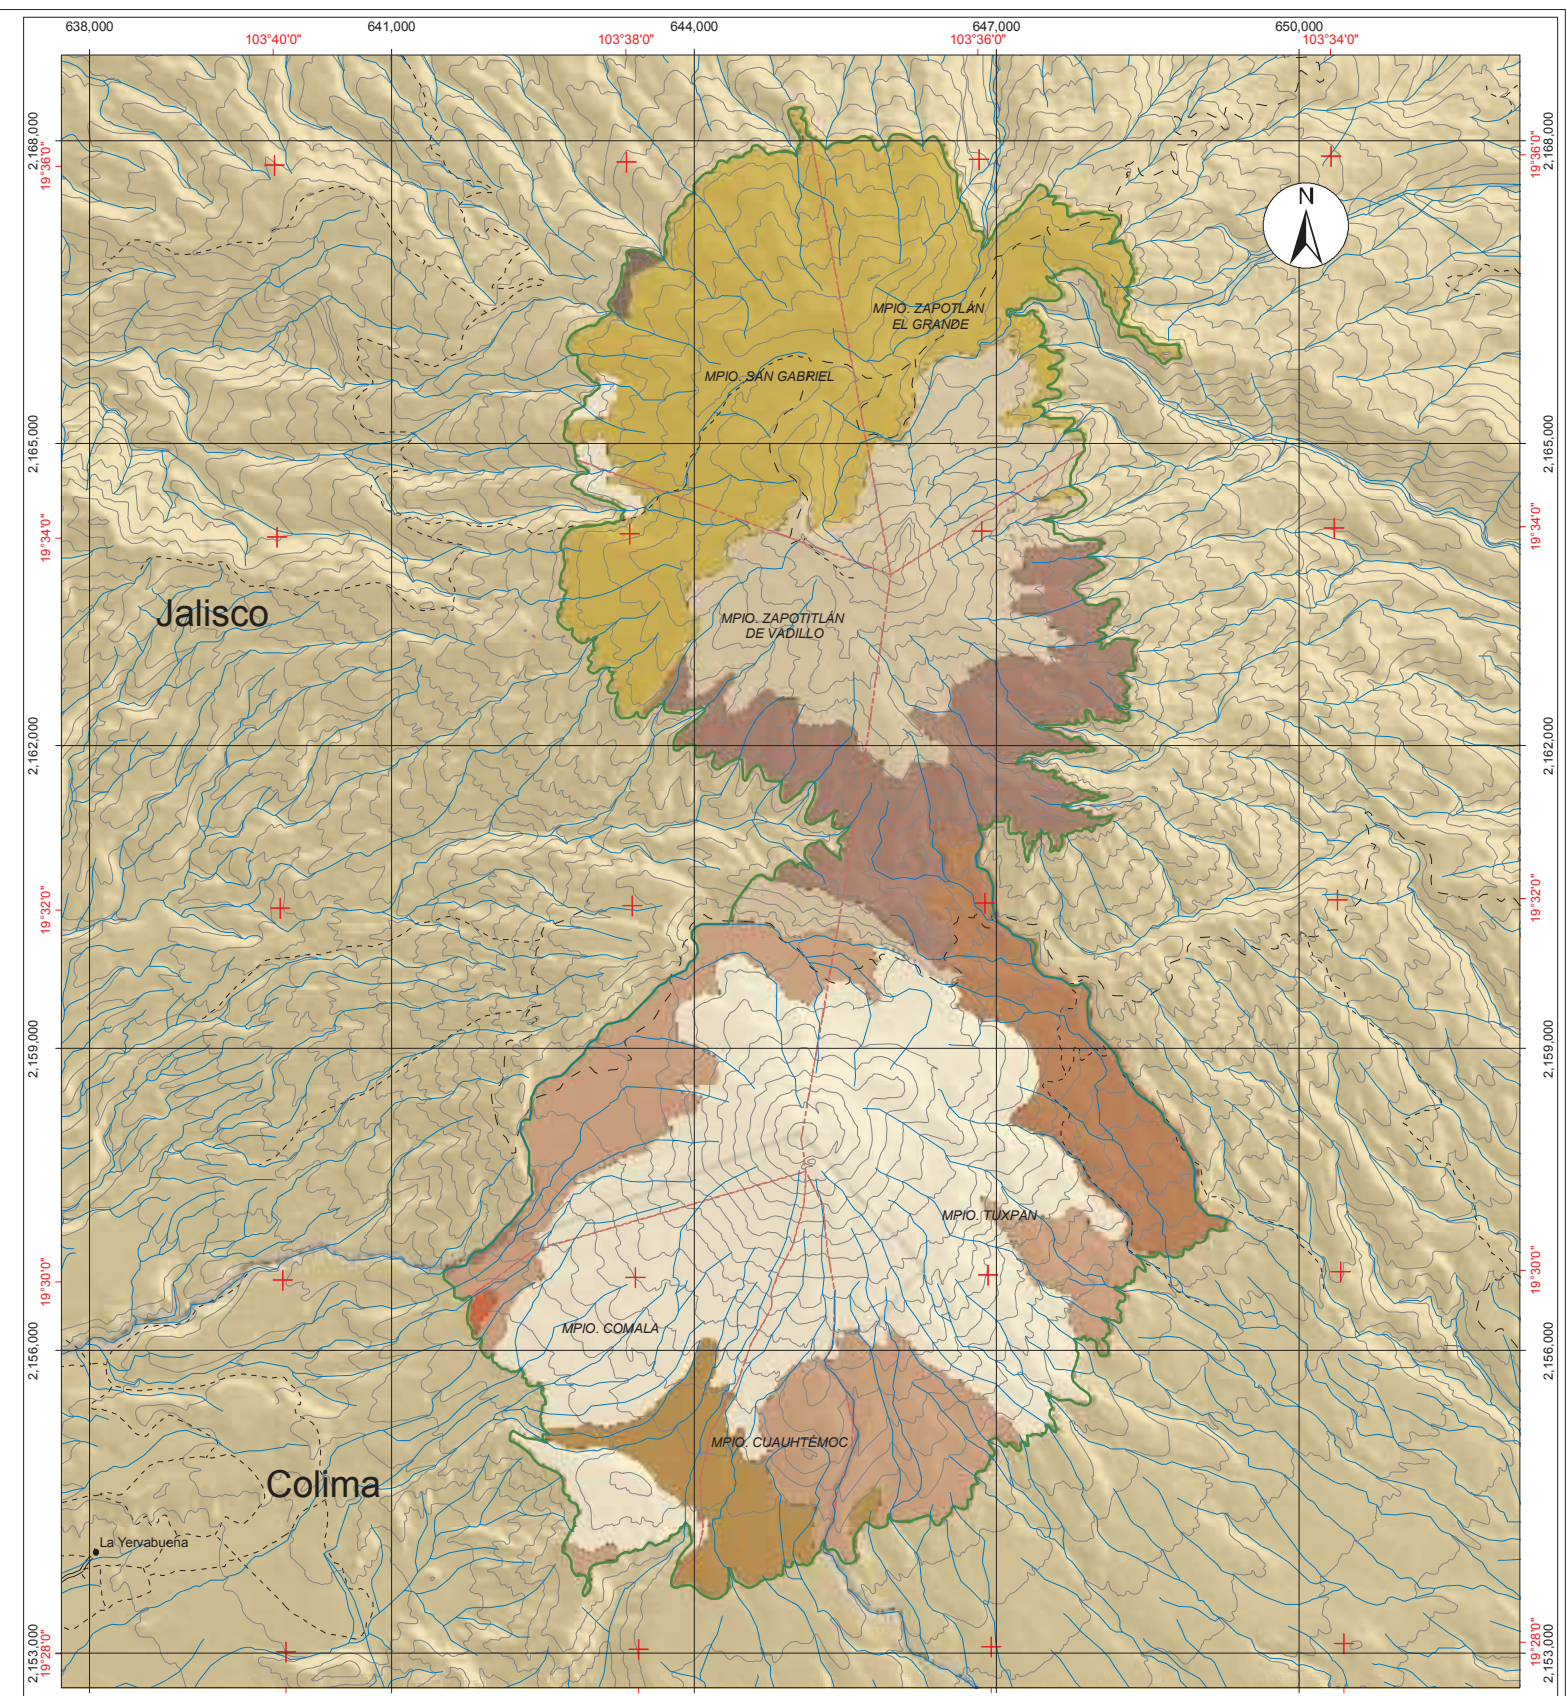 638,000
641,000
644,000
647,000
650,000
103°40'0"
103°38'0"
103°36'0"
103°34'0"
2,168,000
19°36'0"
2,168,000
19°36'0"
N
MPIO. ZAPOTLÁN
EL GRANDE
MPIO. SAN GABRIEL
2,165,000
2,165,000
19°34'0"
19°34'0"
Jalisco
MPIO. ZAPOTITLÁN
DE VADILLO
2,162,000
2,162,000
19°32'0"
19°32'0"
2,159,000
2,159,000
MPIO. TUXPAN
19°30'0"
19°30'0"
MPIO. COMALA
2,156,000
2,156,000
MPIO. CUAUHTÉMOC
Colima
La Yervabuena
2,153,000
19°28'0"
2,153,000
19°28'0"